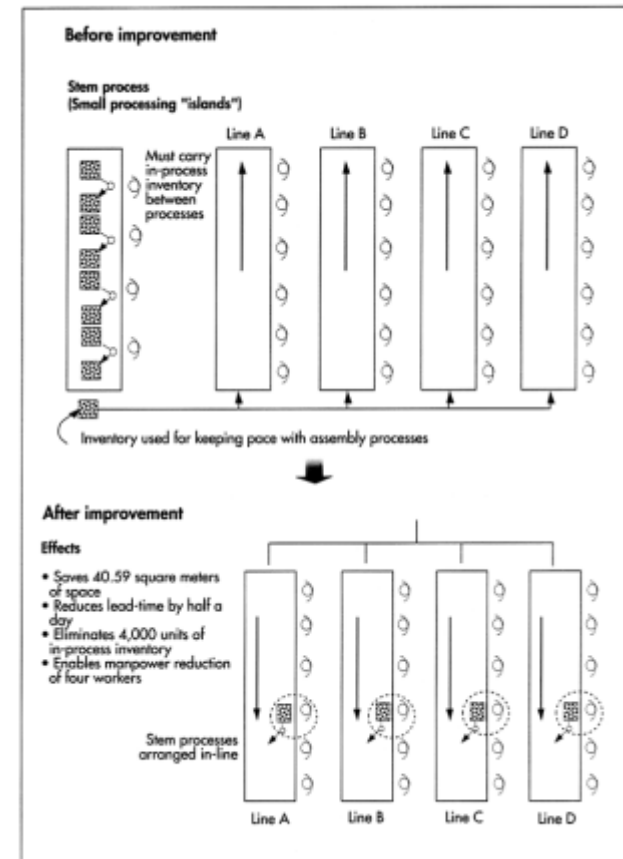 Before improvement
Stem process
(Small processing "islands")
Line A
Line B
Line C
Line D
Must carry
in-process
inventory
between
processes
Inventory used for keeping pace with assembly processes
After improvement
Effects
• Saves 40.59 square meters
of space
• Reduces lead-time by half a
day
• Eliminates 4,000 units of
in-process inventory
• Enables manpower reduction
of four workers
Stem processes
arranged in-line
Line A
Line B
Line C
Line D